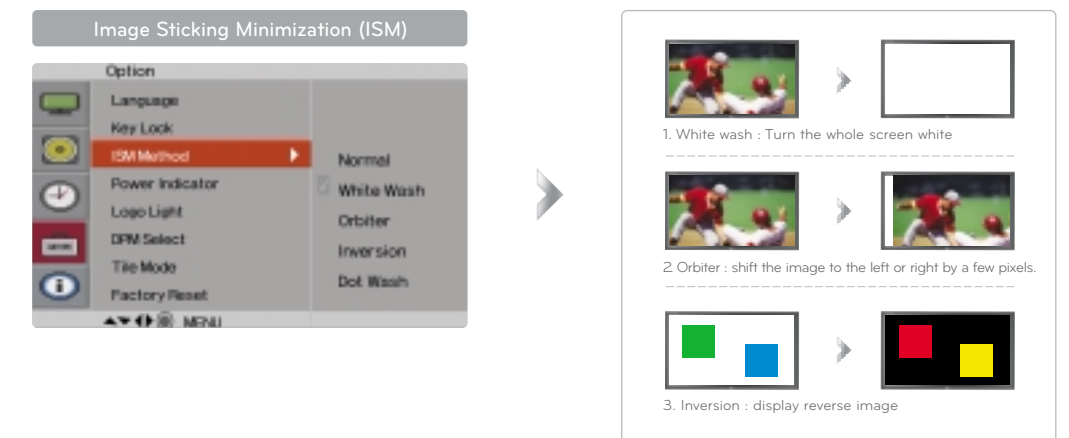 Image Sticking Minimization (ISM)
Option
Language
Key Lock
ISM Method
Normal
Power Indicator
White Wash
Logo Light
Orbiter
DPM Select
Inversion
Tile Mode
Dot Wash
Factory Reset
MENU
1. White wash : Turn the whole screen white
2. Orbiter : shift the image to the left or right by a few pixels.
3. Inversion : display reverse image